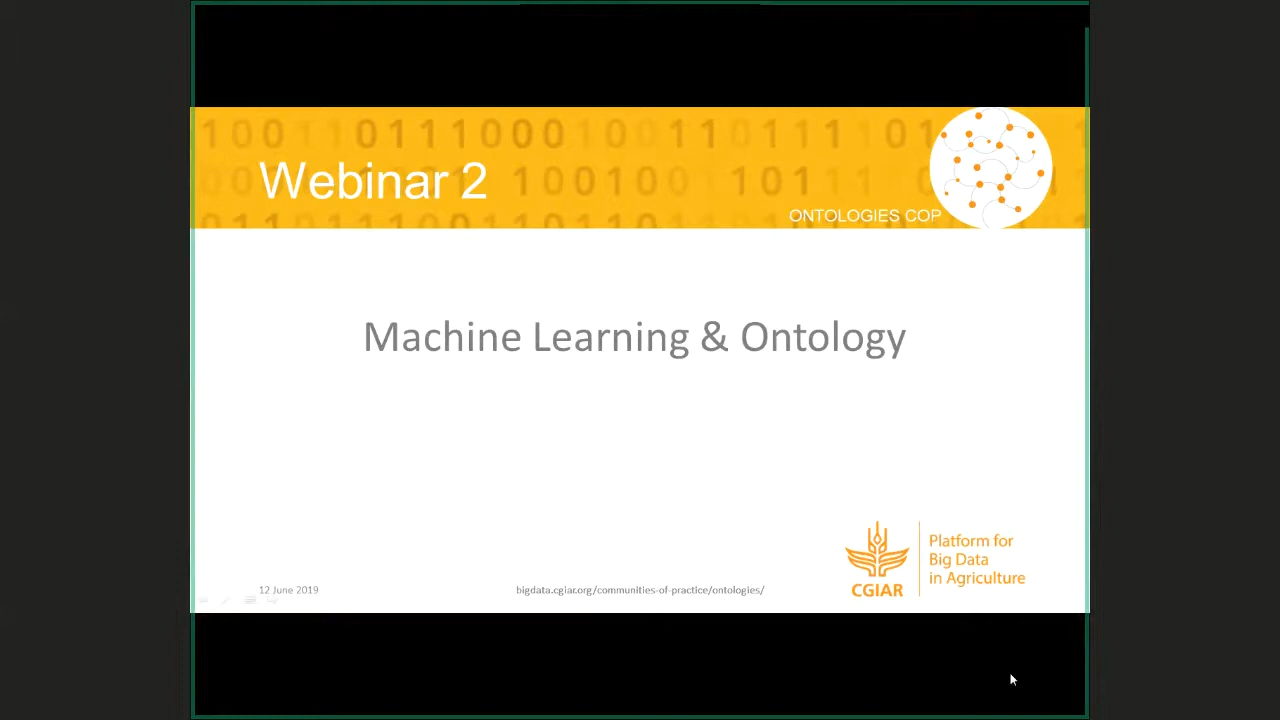 Webinar 2
ONTOLOGIES COP
Machine Learning & Ontology
Platform for
Big Data
in Agriculture
CGIAR
12 June 2019
bigdata.cgiar.org/communities-of-practice/ontologies/